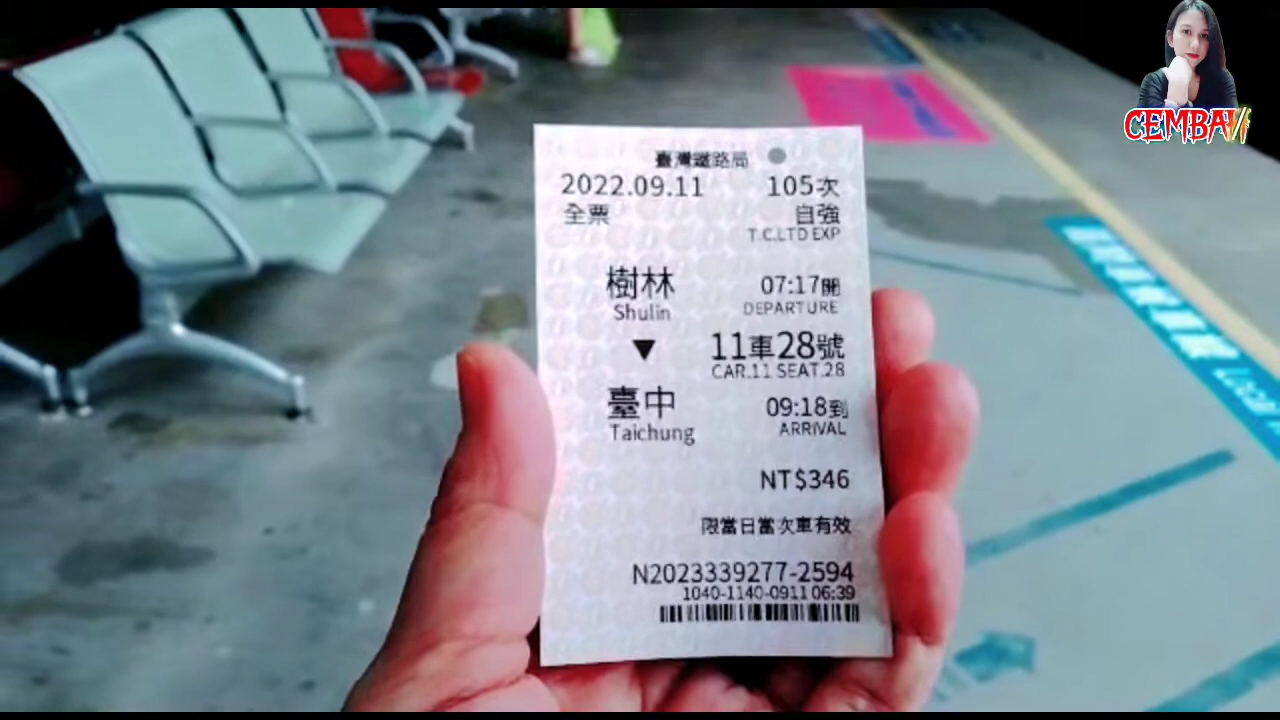 臺灣鐵路局
2022.09.11 105次
全票 自強
T.C.LTD EXP
樹林 07:17開
Shulin DEPARTURE
▼ 11車28號
CAR.11 SEAT.28
臺中 09:18到
Taichung ARRIVAL
NT$346
限當日當次車有效
N2023339277-2594
1040-1140-0911 06:39
CEMBA
Local